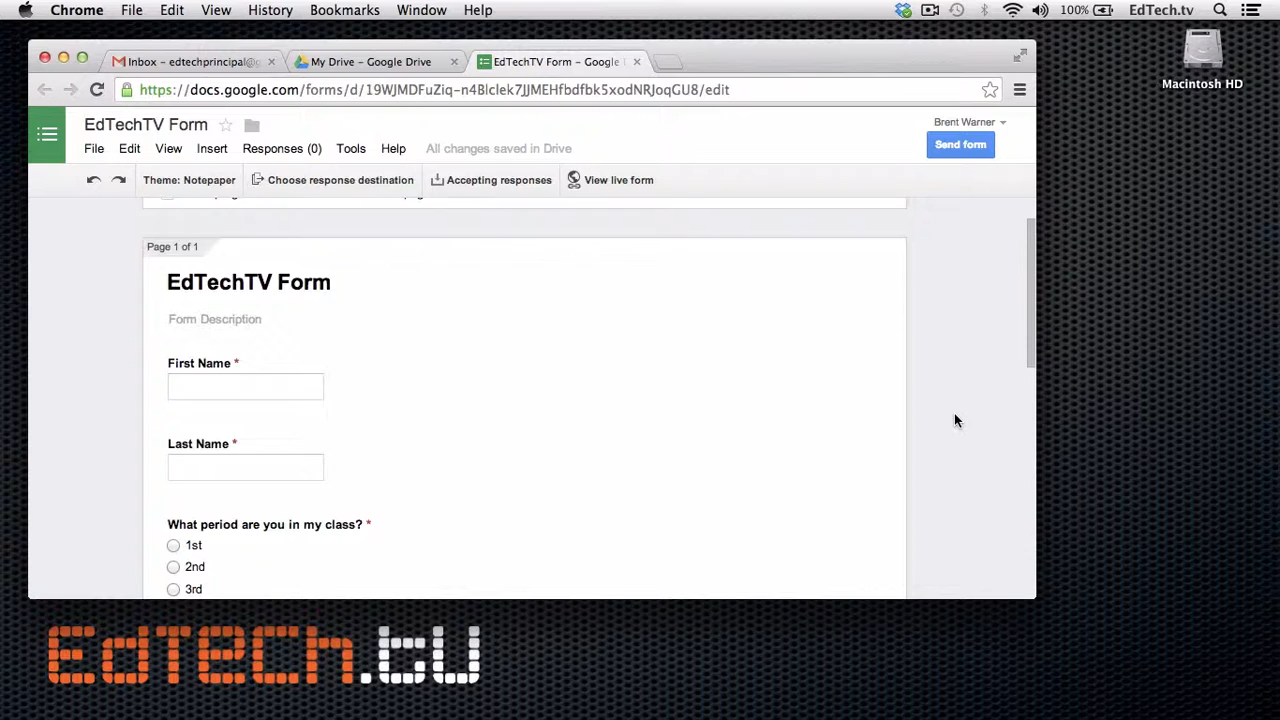 Chrome File Edit View History Bookmarks Window Help 100% EdTech.tv
Macintosh HD
Inbox – edtechprincipal@g My Drive – Google Drive EdTechTV Form – Google
https://docs.google.com/forms/d/19WJMDFuZiq-n4Blclek7JJMEHfbdfbk5xodNRJoqGU8/edit
EdTechTV Form
Brent Warner
File Edit View Insert Responses (0) Tools Help All changes saved in Drive
Send form
Theme: Notepaper Choose response destination Accepting responses View live form
Page 1 of 1
EdTechTV Form
Form Description
First Name *
Last Name *
What period are you in my class? *
1st
2nd
3rd
EdTech.tv